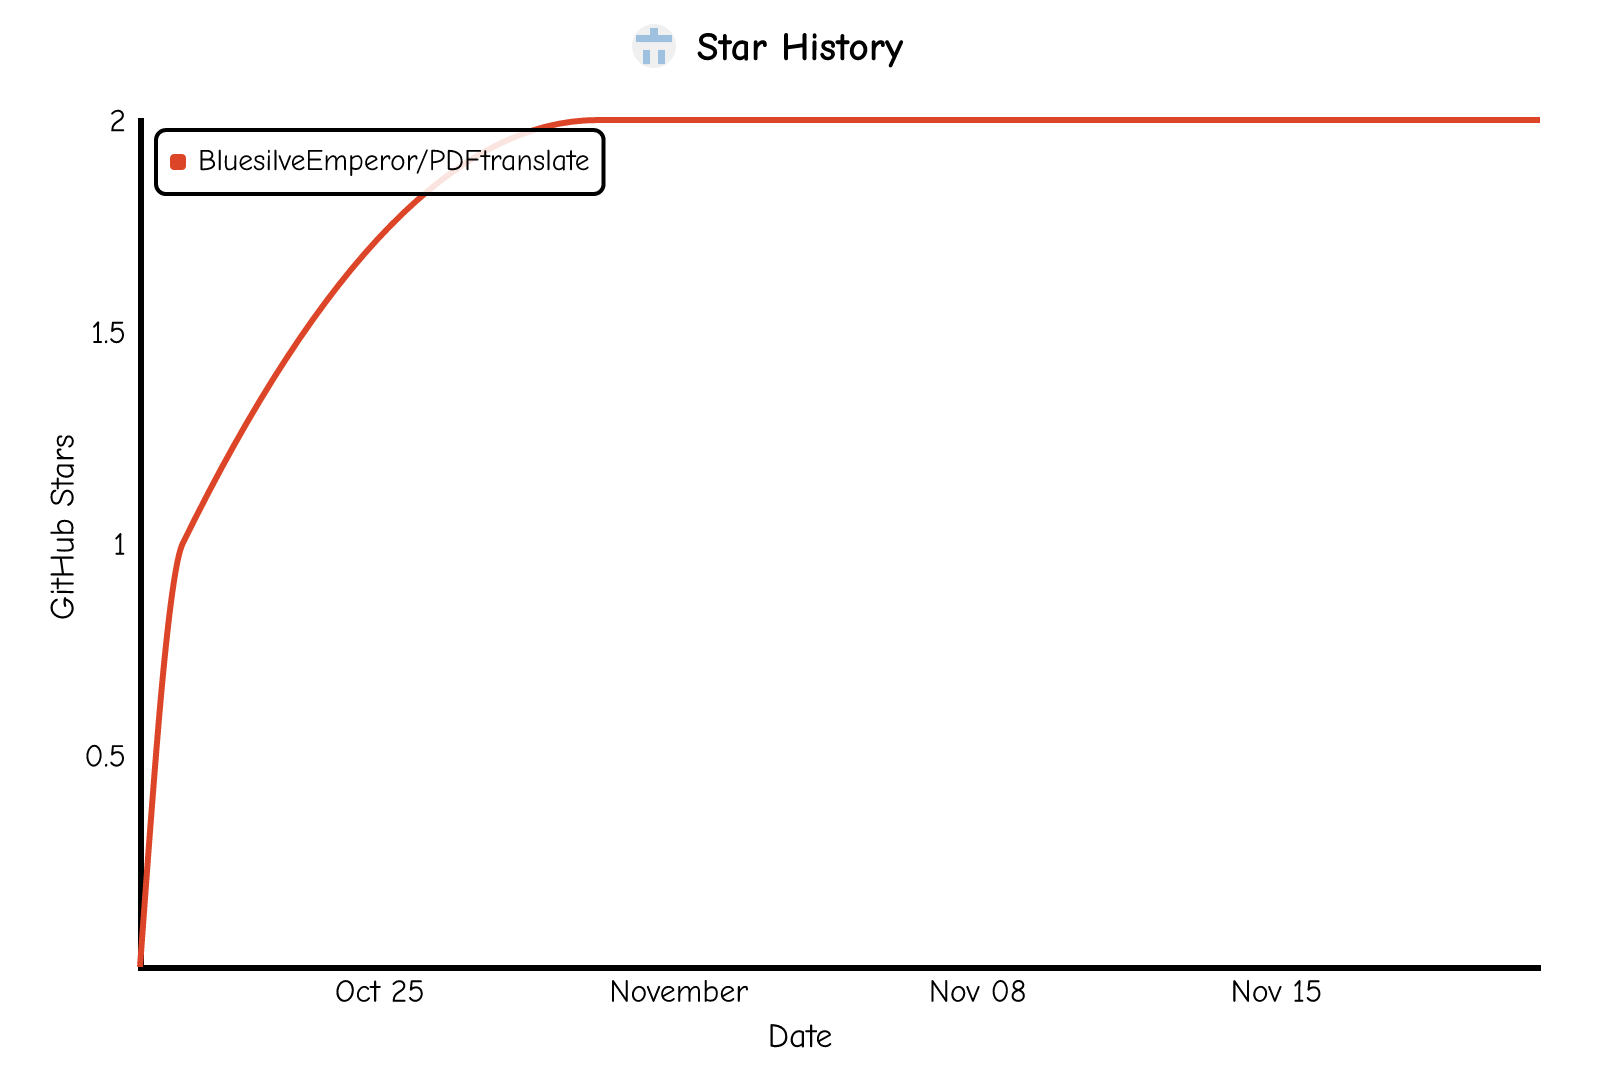 Star History
BluesilveEmperor/PDFtranslate
2
1.5
1
0.5
GitHub Stars
Oct 25
November
Nov 08
Nov 15
Date